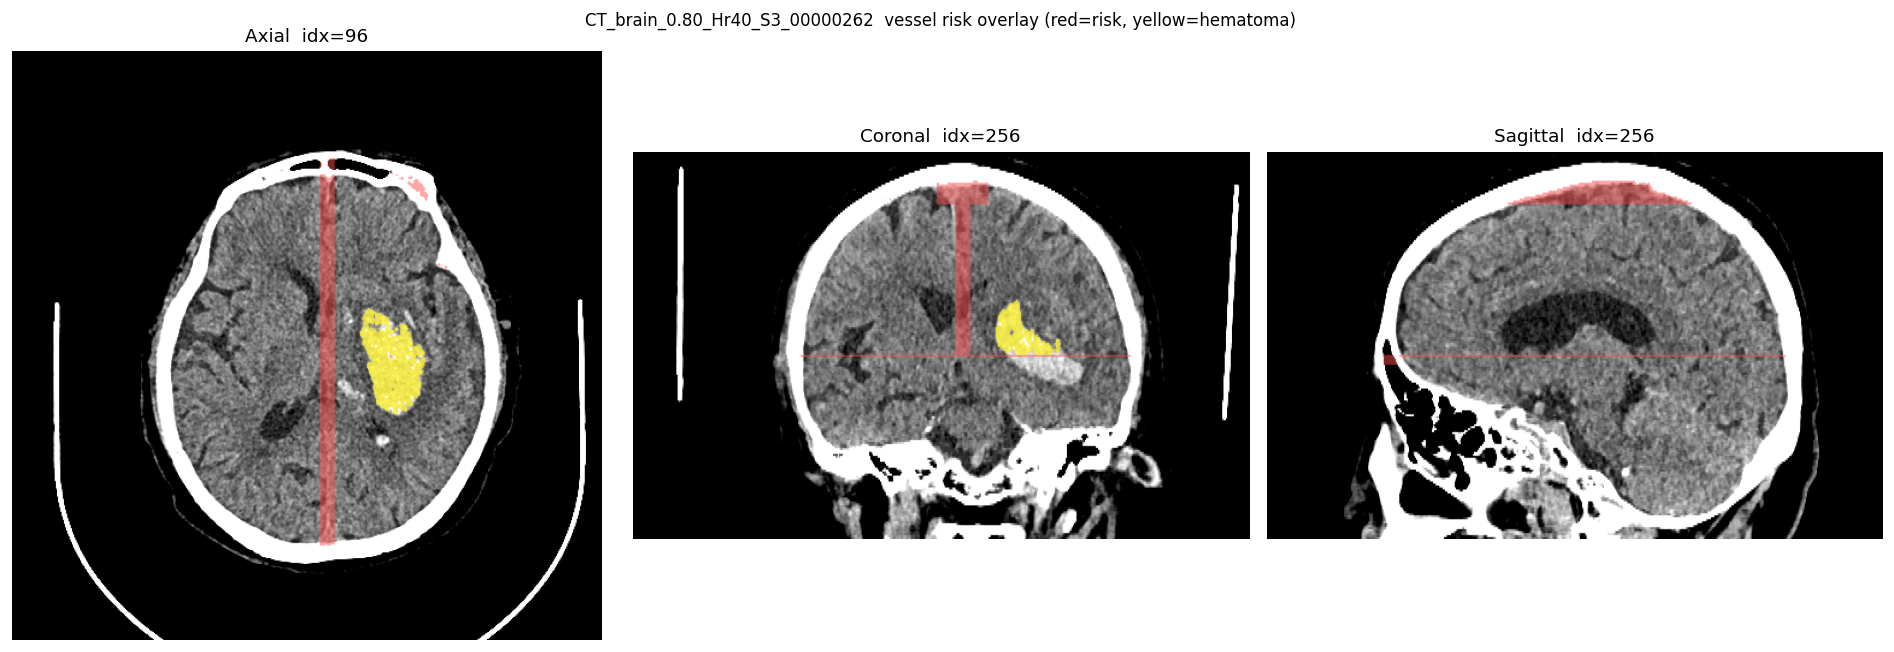 CT_brain_0.80_Hr40_S3_00000262  vessel risk overlay (red=risk, yellow=hematoma)
Axial  idx=96
Coronal  idx=256
Sagittal  idx=256